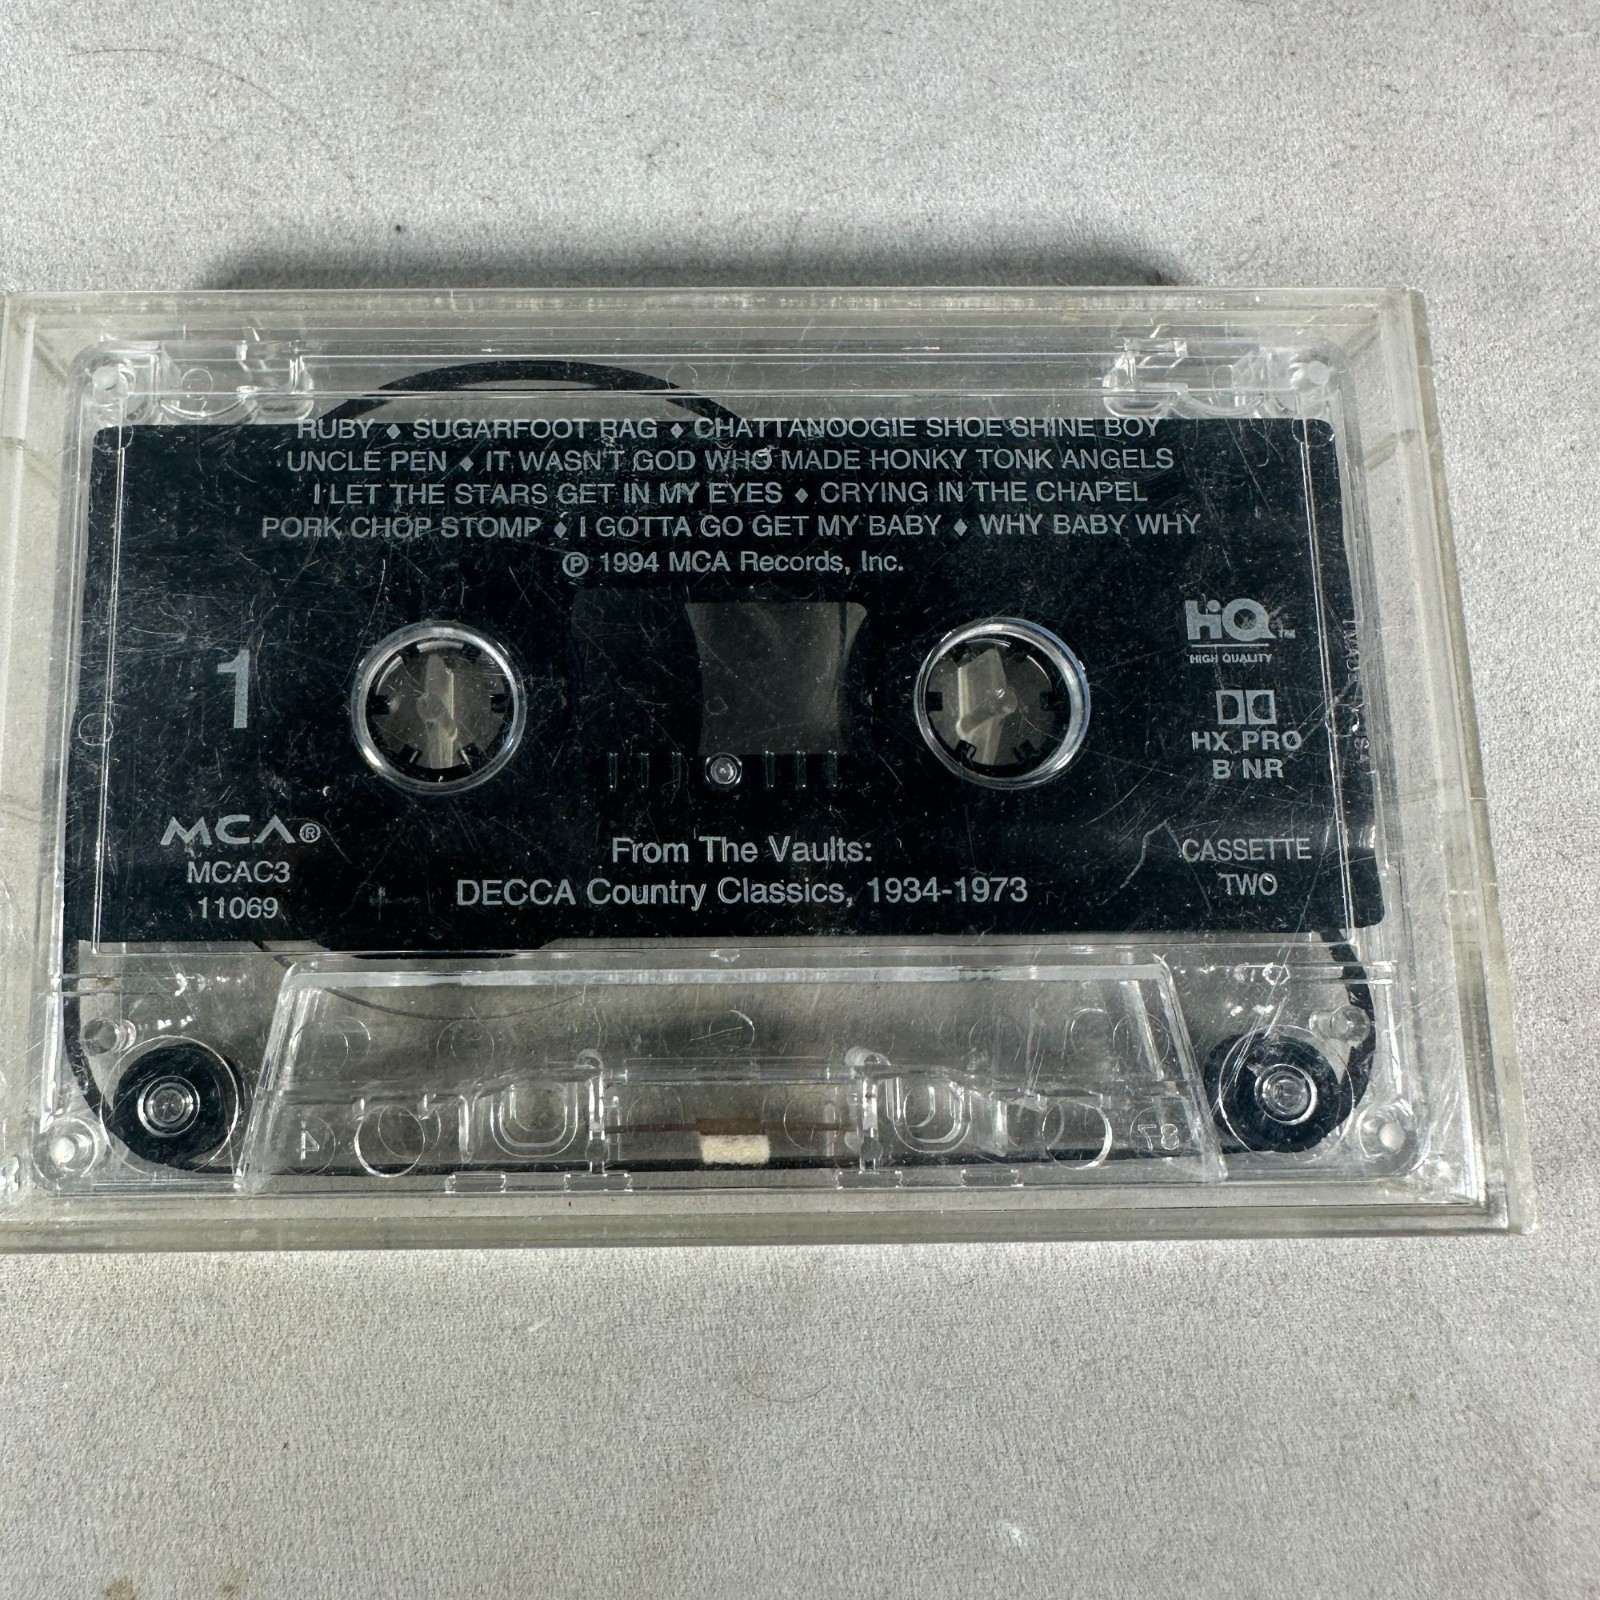 RUBY ♦ SUGARFOOT RAG ♦ CHATTANOOGIE SHOE SHINE BOY
UNCLE PEN ♦ IT WASN'T GOD WHO MADE HONKY TONK ANGELS
I LET THE STARS GET IN MY EYES ♦ CRYING IN THE CHAPEL
PORK CHOP STOMP ♦ I GOTTA GO GET MY BABY ♦ WHY BABY WHY
℗ 1994 MCA Records, Inc.
1
HiQ™
HIGH QUALITY
HX PRO
B NR
MCA®
MCAC3
11069
From The Vaults:
DECCA Country Classics, 1934-1973
CASSETTE
TWO
4
87